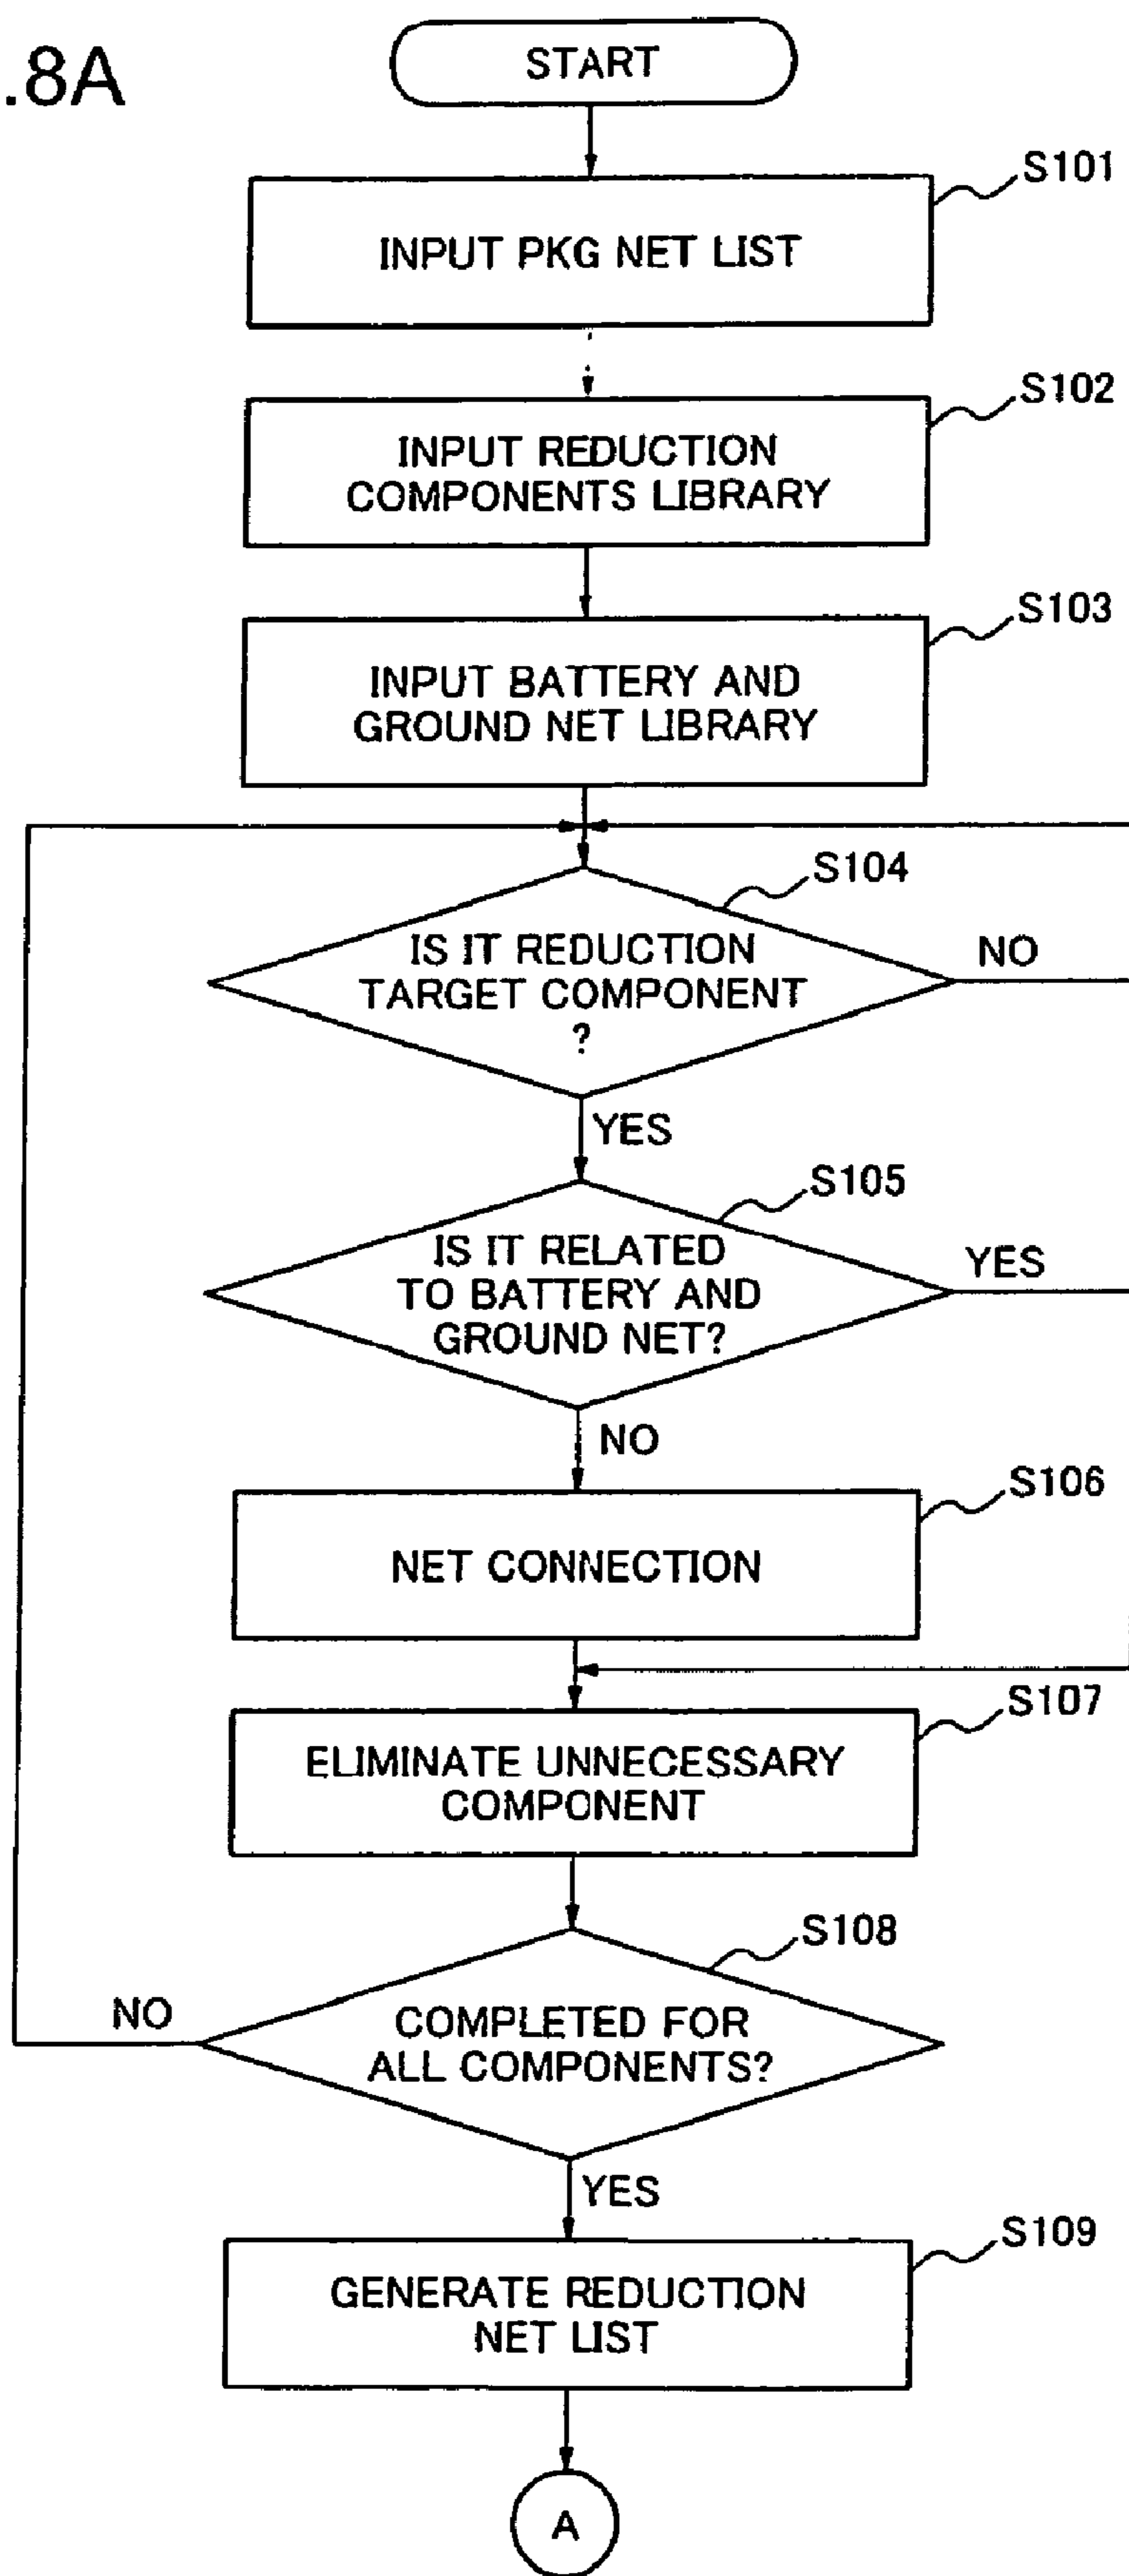 .8A
START
S101
INPUT PKG NET LIST
S102
INPUT REDUCTION
COMPONENTS LIBRARY
S103
INPUT BATTERY AND
GROUND NET LIBRARY
S104
IS IT REDUCTION
TARGET COMPONENT
?
NO
YES
S105
IS IT RELATED
TO BATTERY AND
GROUND NET?
YES
NO
S106
NET CONNECTION
S107
ELIMINATE UNNECESSARY
COMPONENT
S108
COMPLETED FOR
ALL COMPONENTS?
NO
YES
S109
GENERATE REDUCTION
NET LIST
A